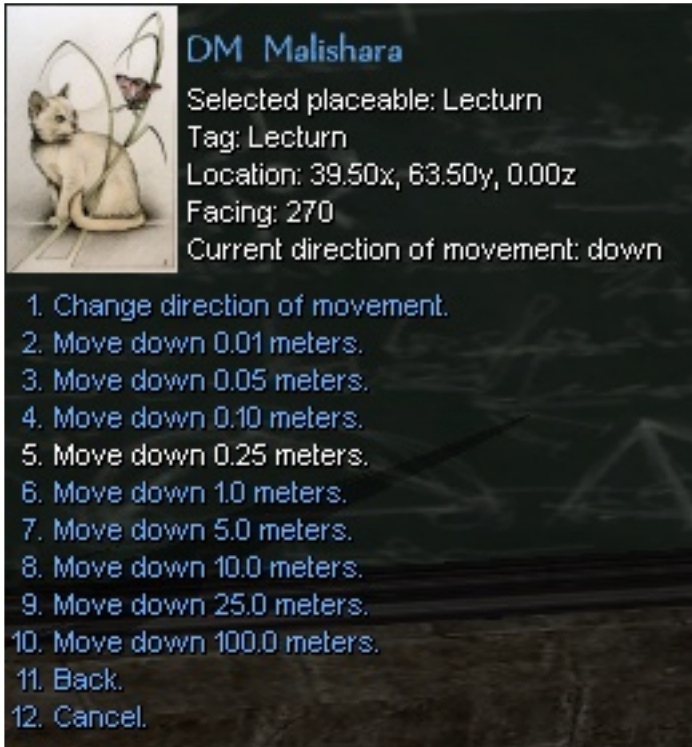 DM Malishara
Selected placeable: Lecturn
Tag: Lecturn
Location: 39.50x, 63.50y, 0.00z
Facing: 270
Current direction of movement: down
1. Change direction of movement.
2. Move down 0.01 meters.
3. Move down 0.05 meters.
4. Move down 0.10 meters.
5. Move down 0.25 meters.
6. Move down 1.0 meters.
7. Move down 5.0 meters.
8. Move down 10.0 meters.
9. Move down 25.0 meters.
10. Move down 100.0 meters.
11. Back.
12. Cancel.